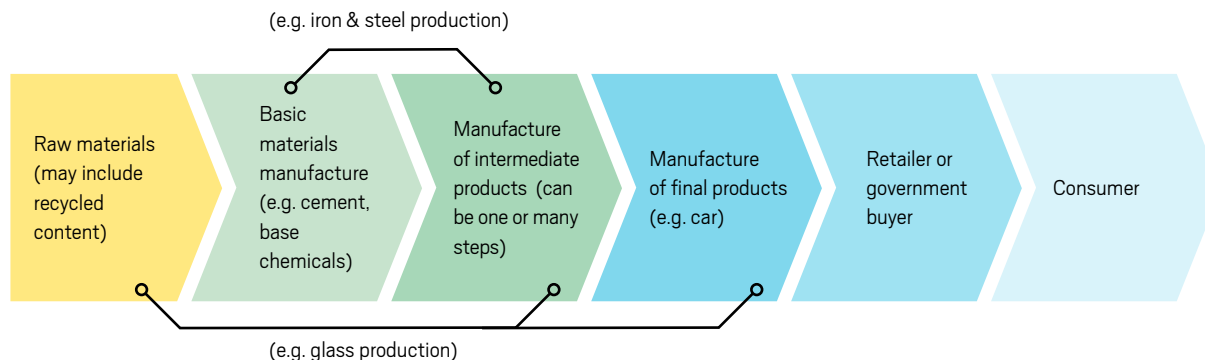 (e.g. iron & steel production)
Raw materials
(may include
recycled
content)
Basic
materials
manufacture
(e.g. cement,
base
chemicals)
Manufacture
of intermediate
products (can
be one or many
steps)
Manufacture
of final products
(e.g. car)
Retailer or
government
buyer
Consumer
(e.g. glass production)